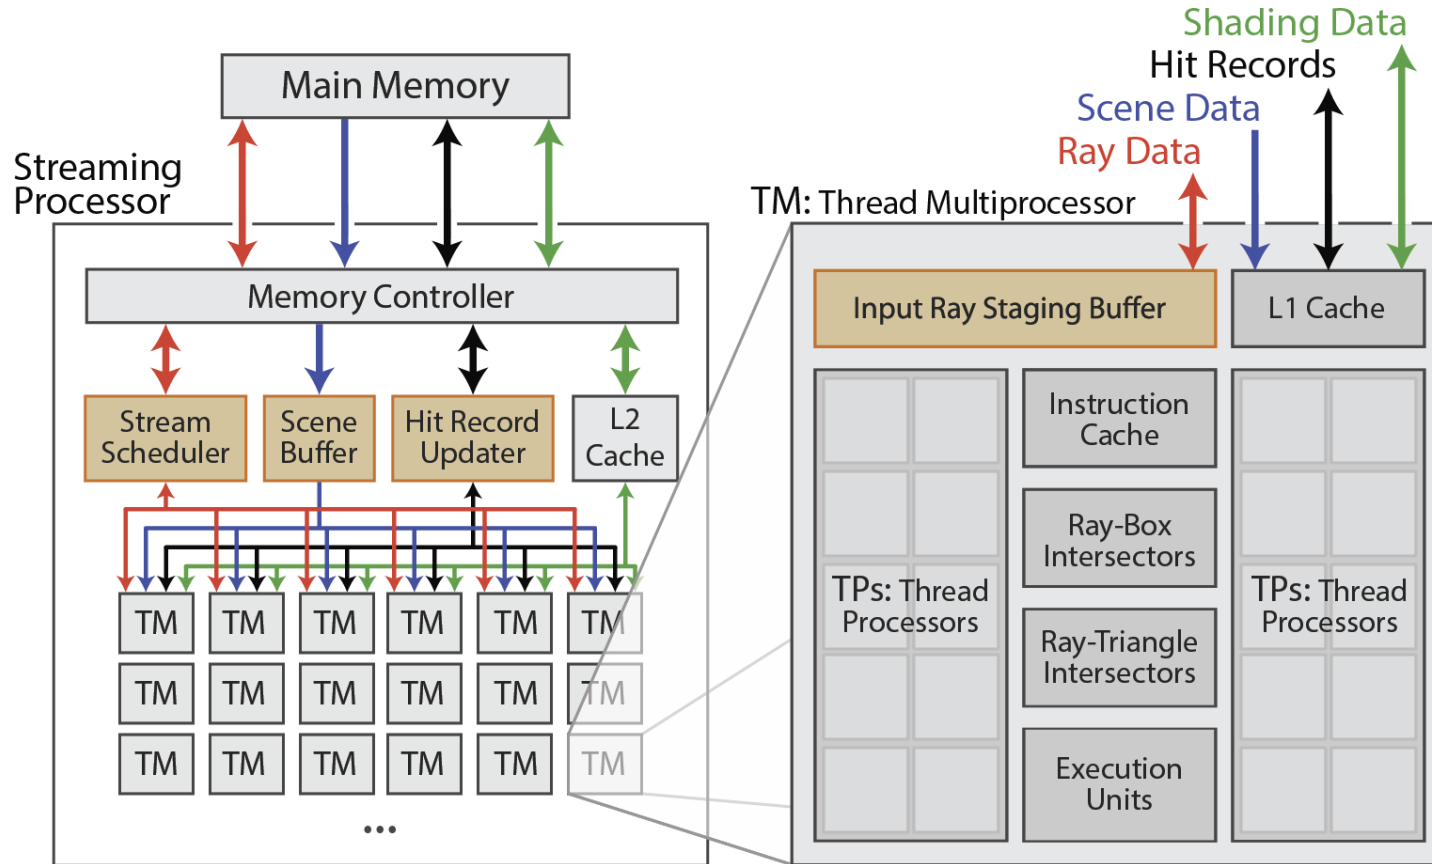 Main Memory
Streaming
Processor
Memory Controller
Stream
Scheduler
Scene
Buffer
Hit Record
Updater
L2
Cache
TM TM TM TM TM TM
TM TM TM TM TM TM
TM TM TM TM TM TM
...
Shading Data
Hit Records
Scene Data
Ray Data
TM: Thread Multiprocessor
Input Ray Staging Buffer
L1 Cache
TPs: Thread
Processors
Instruction
Cache
Ray-Box
Intersectors
Ray-Triangle
Intersectors
Execution
Units
TPs: Thread
Processors